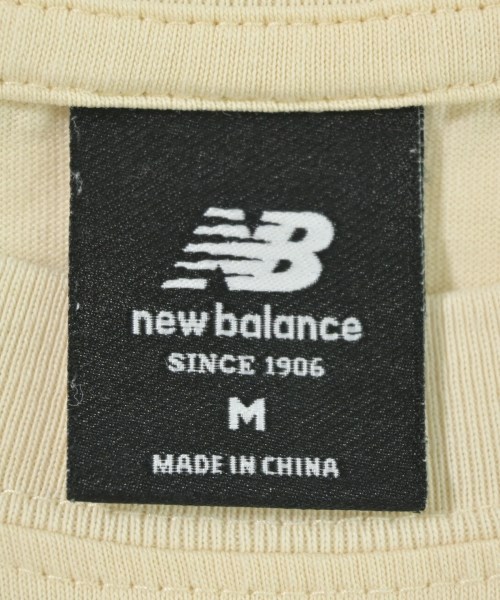 NB
new balance
SINCE 1906
M
MADE IN CHINA